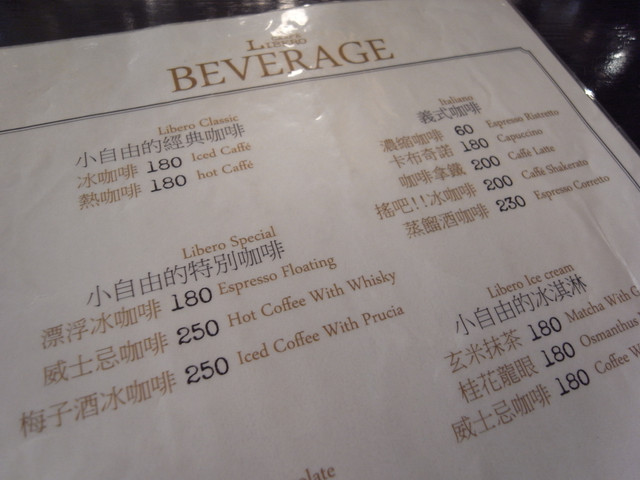 BEVERAGE
Libero Classic
小自由的經典咖啡
冰咖啡 180 Iced Caffè
熱咖啡 180 hot Caffè
Libero Special
小自由的特別咖啡
漂浮冰咖啡 180 Espresso Floating
威士忌咖啡 250 Hot Coffee With Whisky
梅子酒冰咖啡 250 Iced Coffee With Prucia
Italiano
義式咖啡
濃縮咖啡 60 Espresso Ristretto
卡布奇諾 180 Capuccino
咖啡拿鐵 200 Caffè Latte
搖吧!!冰咖啡 200 Caffè Shakerato
蒸餾酒咖啡 230 Espresso Corretto
Libero Ice cream
小自由的冰淇淋
玄米抹茶 180 Matcha With
桂花龍眼 180 Osmanthus
威士忌咖啡 180 Coffee